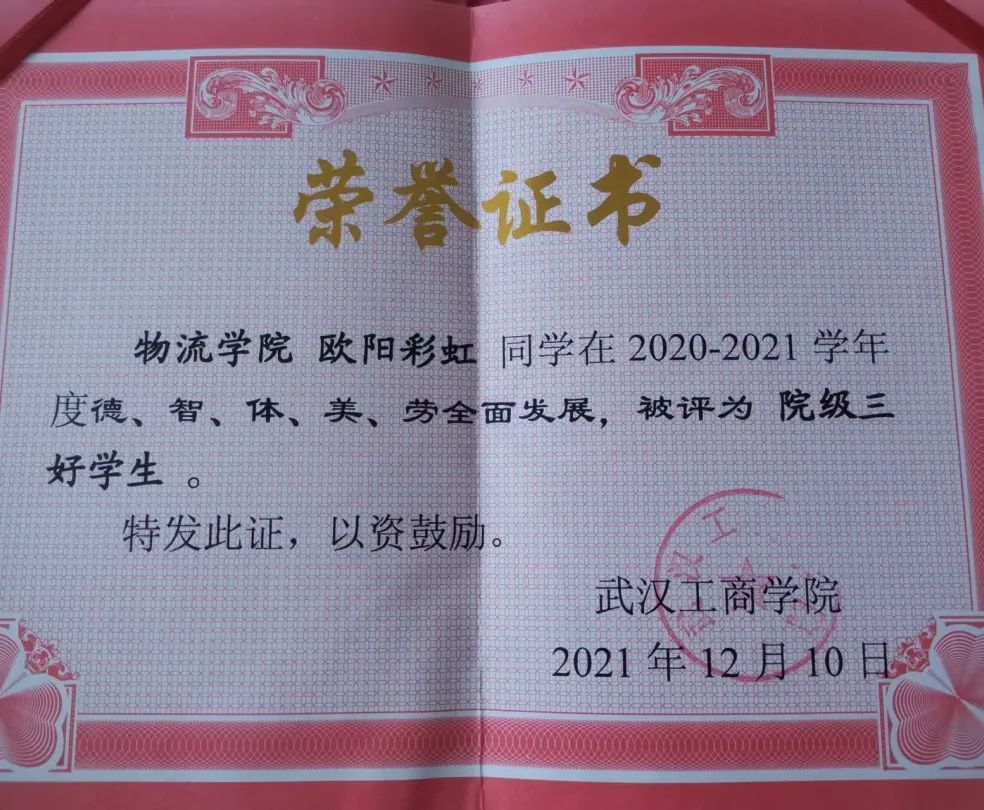 荣誉证书
物流学院 欧阳彩虹 同学在 2020-2021 学年
度德、智、体、美、劳全面发展，被评为 院级三
好学生 。
特发此证，以资鼓励。
武汉工商学院
2021 年 12 月 10 日